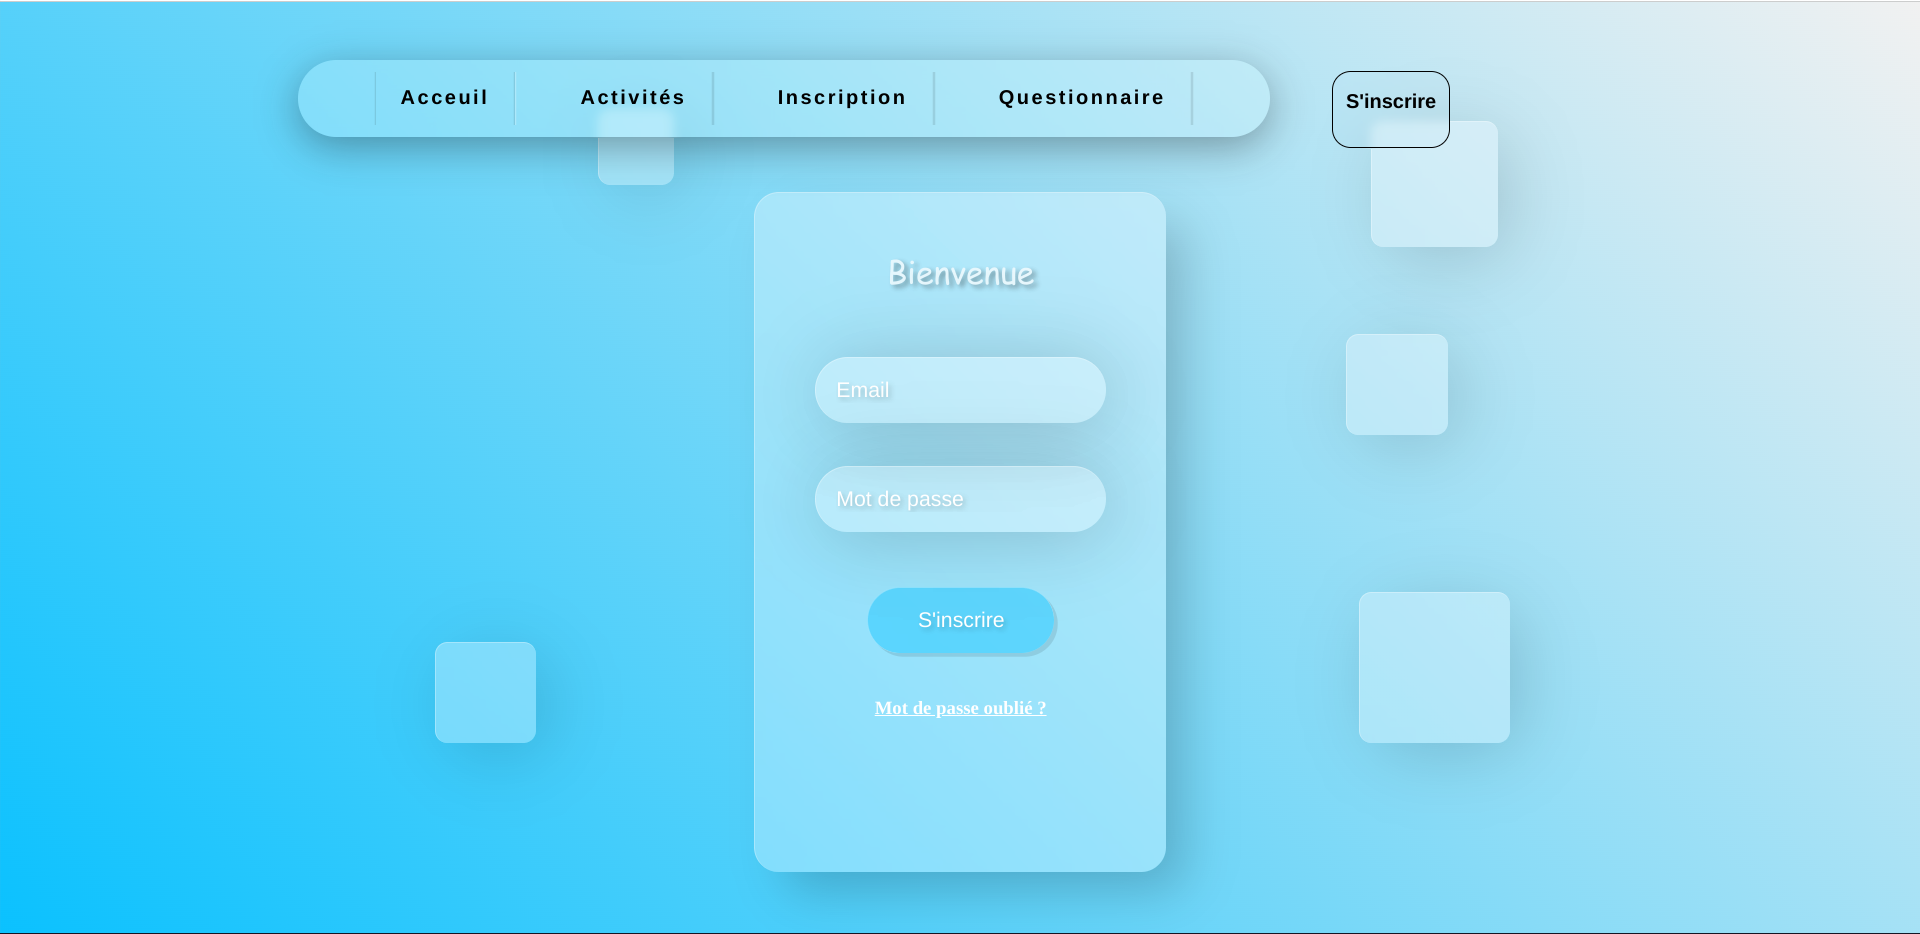 Acceuil Activités Inscription Questionnaire S'inscrire
Bienvenue
Email
Mot de passe
S'inscrire
Mot de passe oublié ?